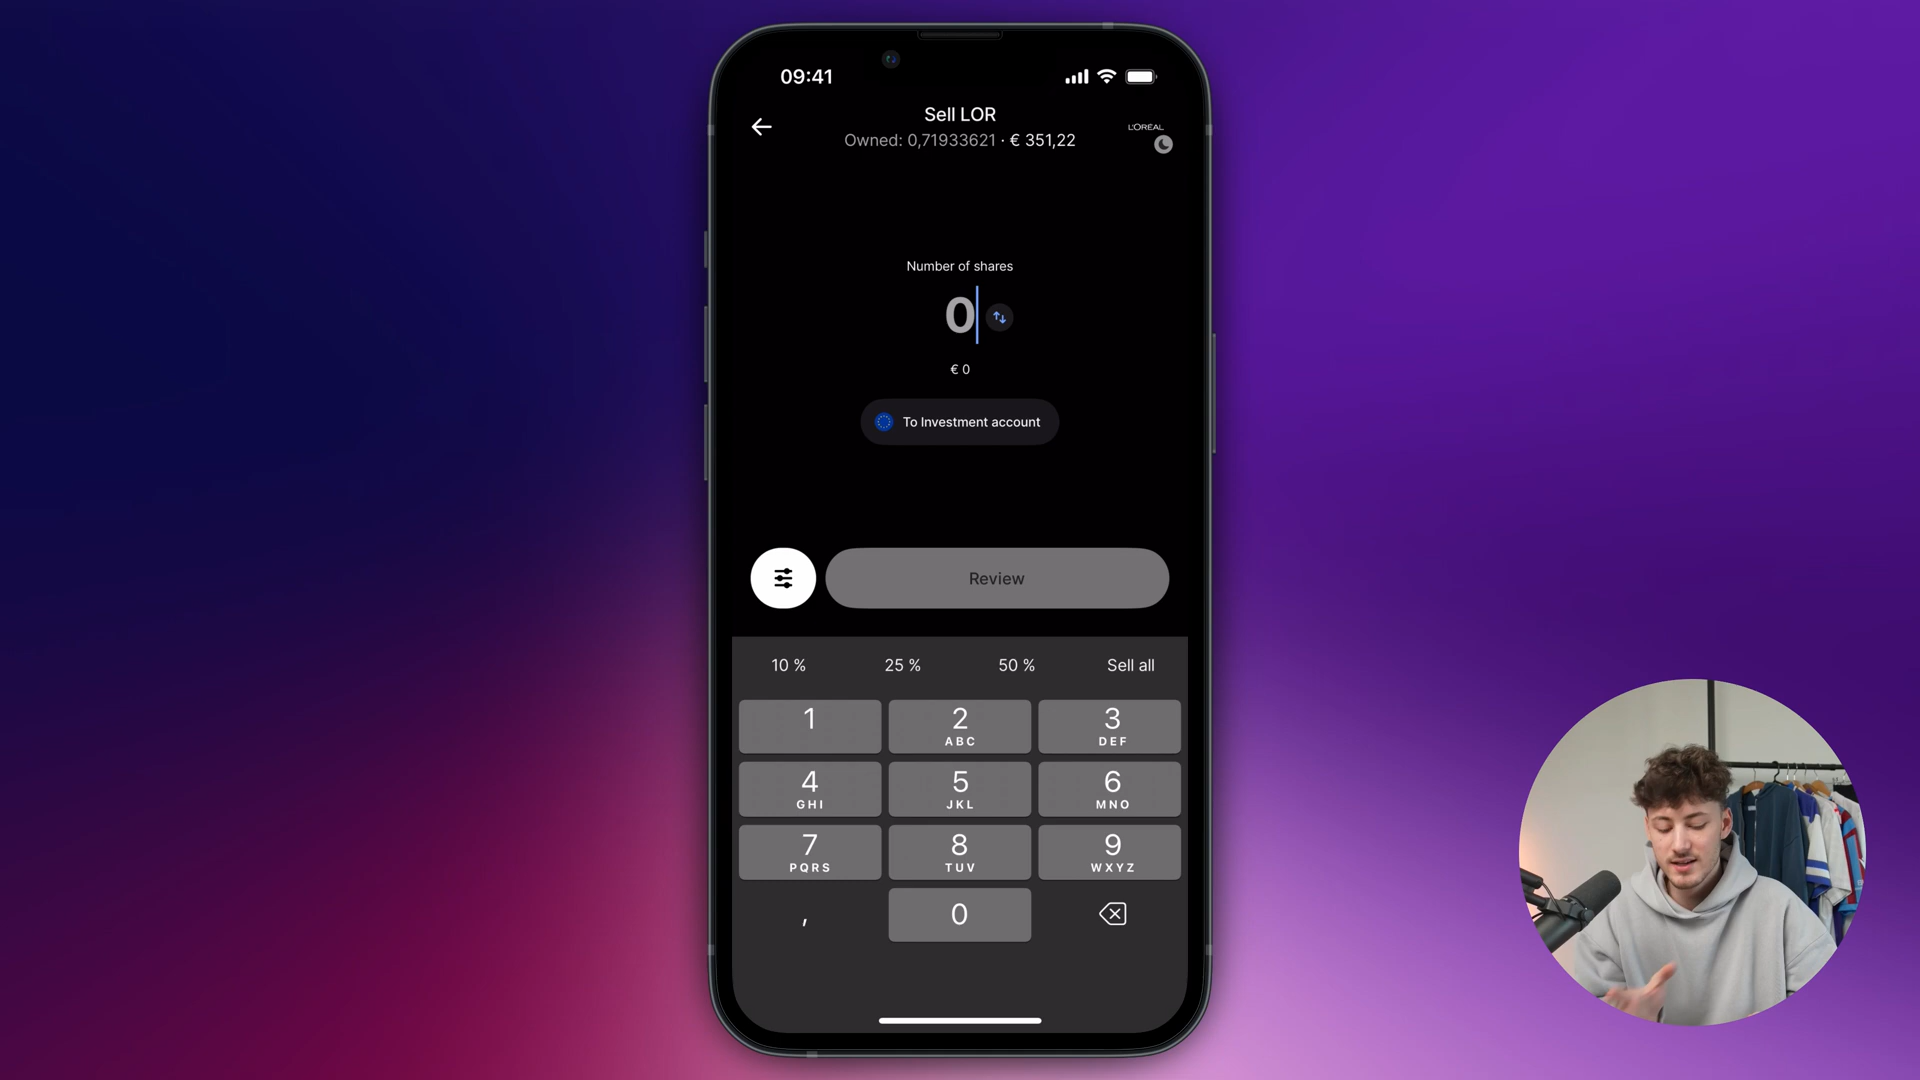 09:41
Sell LOR
Owned: 0,71933621 · € 351,22
L'ORÉAL
Number of shares
0
€ 0
To Investment account
Review
10 % 25 % 50 % Sell all
1 2 3
ABC DEF
4 5 6
GHI JKL MNO
7 8 9
PQRS TUV WXYZ
, 0